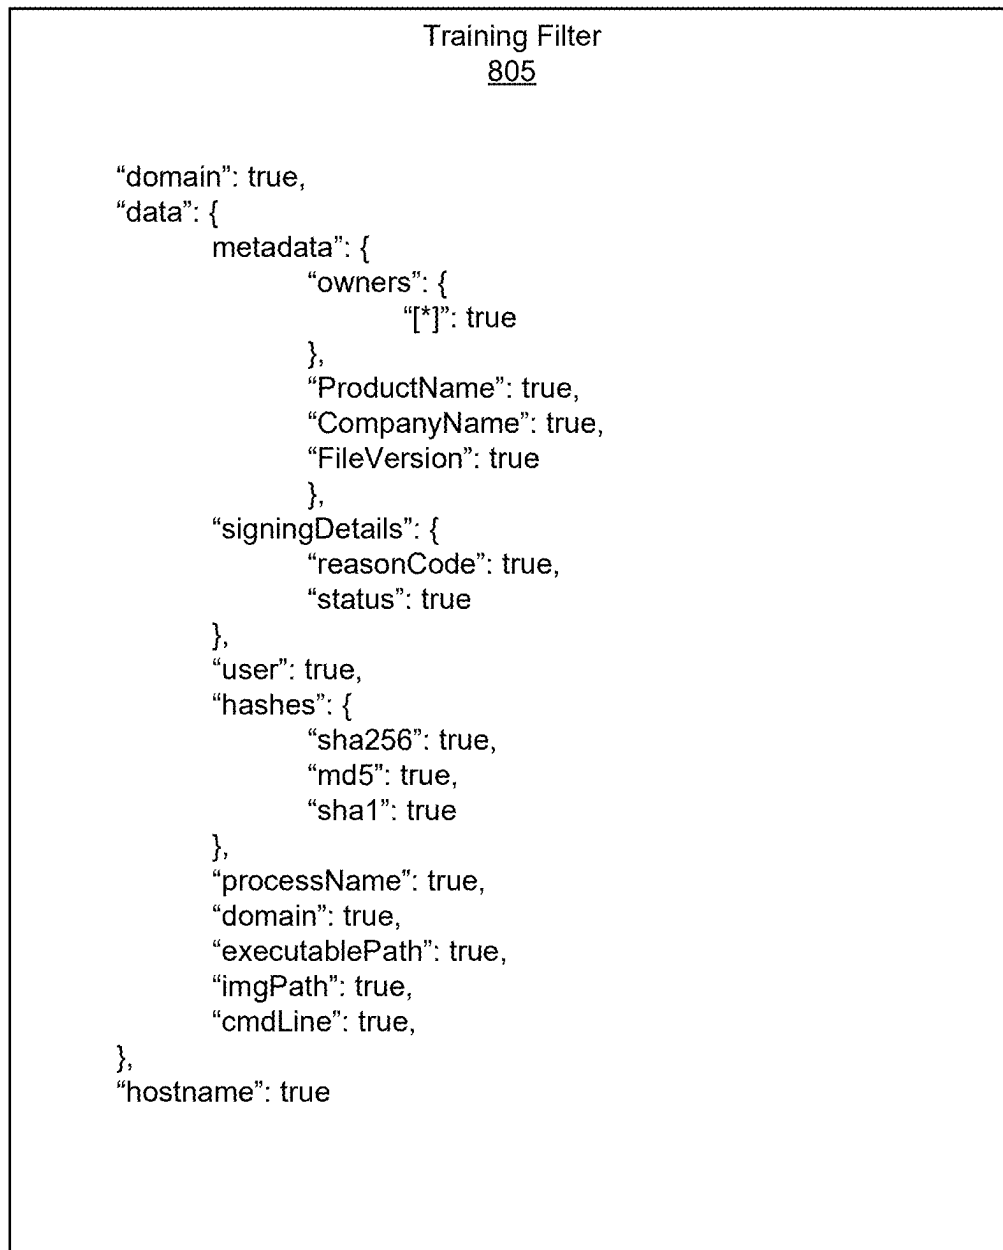 Training Filter
805
“domain”: true,
“data”: {
metadata”: {
“owners”: {
“[*]”: true
},
“ProductName”: true,
“CompanyName”: true,
“FileVersion”: true
},
“signingDetails”: {
“reasonCode”: true,
“status”: true
},
“user”: true,
“hashes”: {
“sha256”: true,
“md5”: true,
“sha1”: true
},
“processName”: true,
“domain”: true,
“executablePath”: true,
“imgPath”: true,
“cmdLine”: true,
},
“hostname”: true